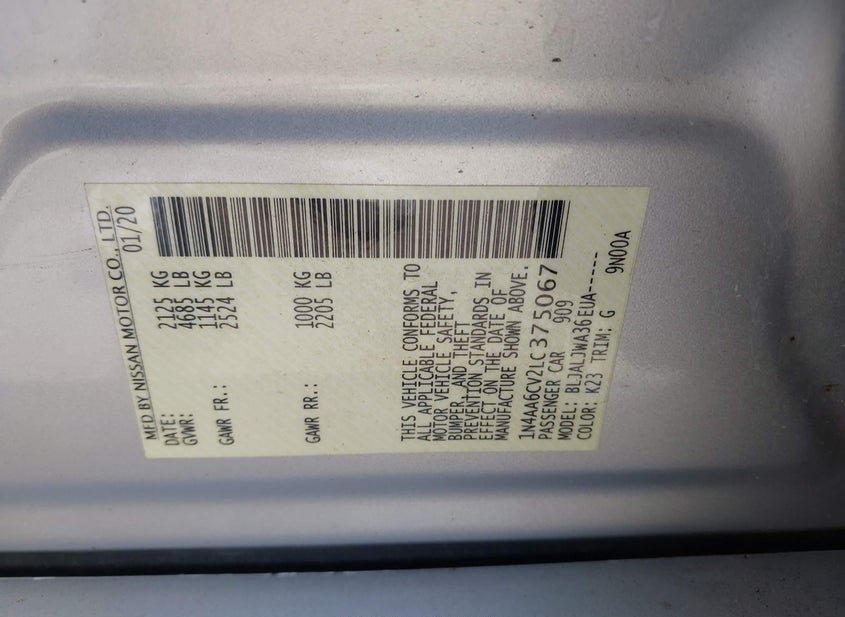 MFD BY NISSAN MOTOR CO., LTD.
DATE: 01/20
GVWR: 2125 KG
4685 LB
GAWR FR.: 1145 KG
2524 LB
GAWR RR.: 1000 KG
2205 LB
THIS VEHICLE CONFORMS TO
ALL APPLICABLE FEDERAL
MOTOR VEHICLE SAFETY,
BUMPER, AND THEFT
PREVENTION STANDARDS IN
EFFECT ON THE DATE OF
MANUFACTURE SHOWN ABOVE.
1N4AA6CV2LC375067
PASSENGER CAR 909
MODEL: BLJALJWA36EUA-----
COLOR: K23 TRIM: G 9N00A